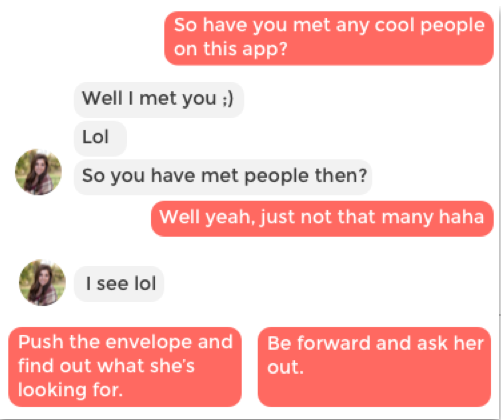 So have you met any cool people
on this app?
Well I met you ;)
Lol
So you have met people then?
Well yeah, just not that many haha
I see lol
Push the envelope and
find out what she's
looking for.
Be forward and ask her
out.